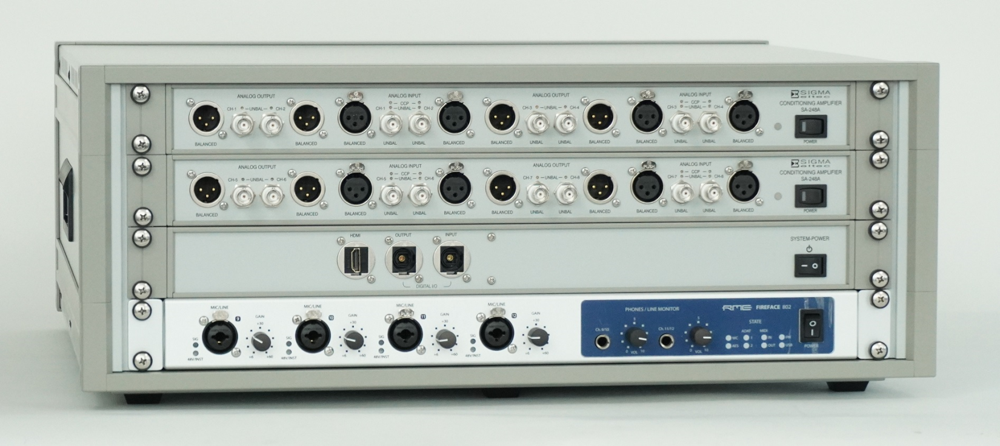 ANALOG OUTPUT
CH-1 UNBAL CH-2
BALANCED BALANCED
PUSH
ANALOG INPUT
CCP
CH-1 UNBAL CH-2
BALANCED UNBAL UNBAL BALANCED
ANALOG OUTPUT
CH-3 UNBAL CH-4
BALANCED UNBAL UNBAL BALANCED
PUSH PUSH
ANALOG INPUT
CCP
CH-3 UNBAL CH-4
BALANCED UNBAL UNBAL BALANCED
SIGMA
eltec
CONDITIONING AMPLIFIER
SA-248A
POWER
ANALOG OUTPUT
CH-5 UNBAL CH-6
BALANCED BALANCED
PUSH PUSH
ANALOG INPUT
CCP
CH-5 UNBAL CH-6
BALANCED UNBAL UNBAL BALANCED
ANALOG OUTPUT
CH-7 UNBAL CH-8
BALANCED UNBAL UNBAL BALANCED
PUSH PUSH
ANALOG INPUT
CCP
CH-7 UNBAL CH-8
BALANCED UNBAL UNBAL BALANCED
SIGMA
eltec
CONDITIONING AMPLIFIER
SA-248A
POWER
HDMI OUTPUT INPUT
DIGITAL I/O
SYSTEM-POWER
MIC/LINE
9 GAIN
+30
SIG
48V/INST +6 +60
MIC/LINE
10 GAIN
+30
SIG
48V/INST +6 +60
MIC/LINE
11 GAIN
+30
SIG
48V/INST +6 +60
MIC/LINE
12 GAIN
+30
SIG
48V/INST +6 +60
PHONES / LINE MONITOR
Ch. 9/10 5 Ch. 11/12 5
0 VOL 10 0 VOL 10
RME FIREFACE 802
STATE
ADAT MIDI
WC 1 IN FW
AES 2 OUT USB
POWER